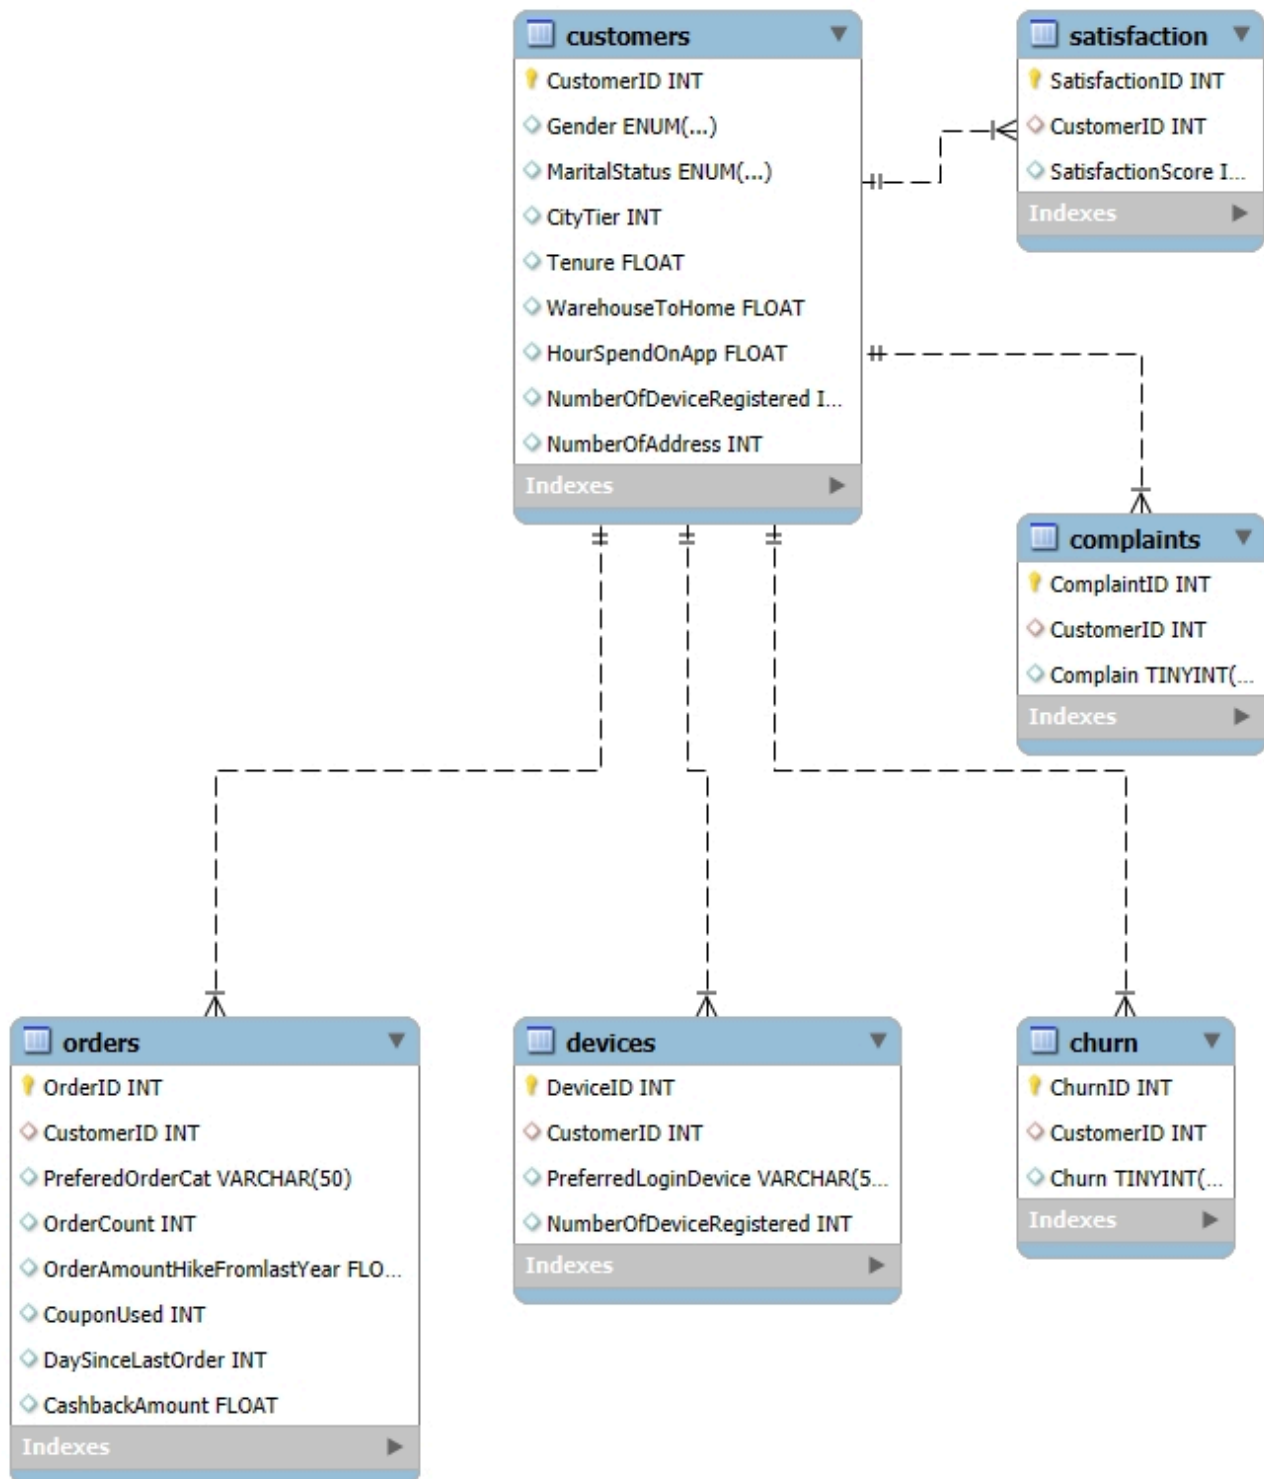 customers
CustomerID INT
Gender ENUM(...)
MaritalStatus ENUM(...)
CityTier INT
Tenure FLOAT
WarehouseToHome FLOAT
HourSpendOnApp FLOAT
NumberOfDeviceRegistered I...
NumberOfAddress INT
Indexes
satisfaction
SatisfactionID INT
CustomerID INT
SatisfactionScore I...
Indexes
complaints
ComplaintID INT
CustomerID INT
Complain TINYINT(...
Indexes
orders
OrderID INT
CustomerID INT
PreferedOrderCat VARCHAR(50)
OrderCount INT
OrderAmountHikeFromlastYear FLO...
CouponUsed INT
DaySinceLastOrder INT
CashbackAmount FLOAT
Indexes
devices
DeviceID INT
CustomerID INT
PreferredLoginDevice VARCHAR(5...
NumberOfDeviceRegistered INT
Indexes
churn
ChurnID INT
CustomerID INT
Churn TINYINT(...
Indexes